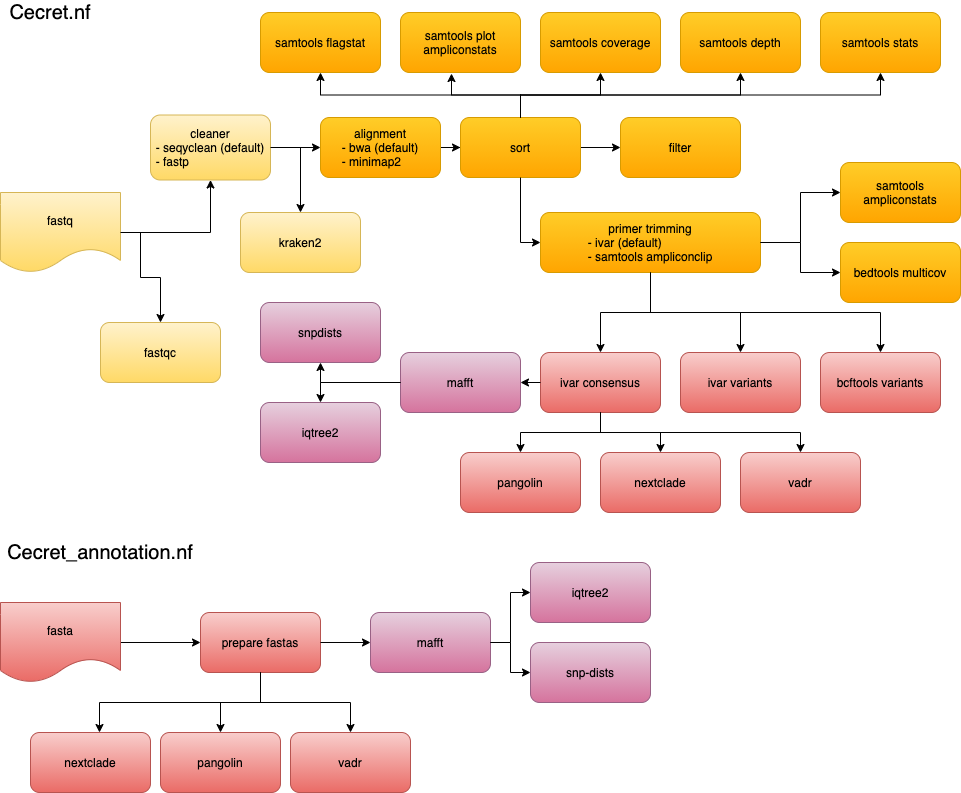 Cecret.nf
samtools flagstat
samtools plot
ampliconstats
samtools coverage
samtools depth
samtools stats
cleaner
- seqyclean (default)
- fastp
alignment
- bwa (default)
- minimap2
sort
filter
fastq
kraken2
primer trimming
- ivar (default)
- samtools ampliconclip
samtools
ampliconstats
bedtools multicov
fastqc
snpdists
mafft
ivar consensus
ivar variants
bcftools variants
iqtree2
pangolin
nextclade
vadr
Cecret_annotation.nf
fasta
prepare fastas
mafft
iqtree2
snp-dists
nextclade
pangolin
vadr